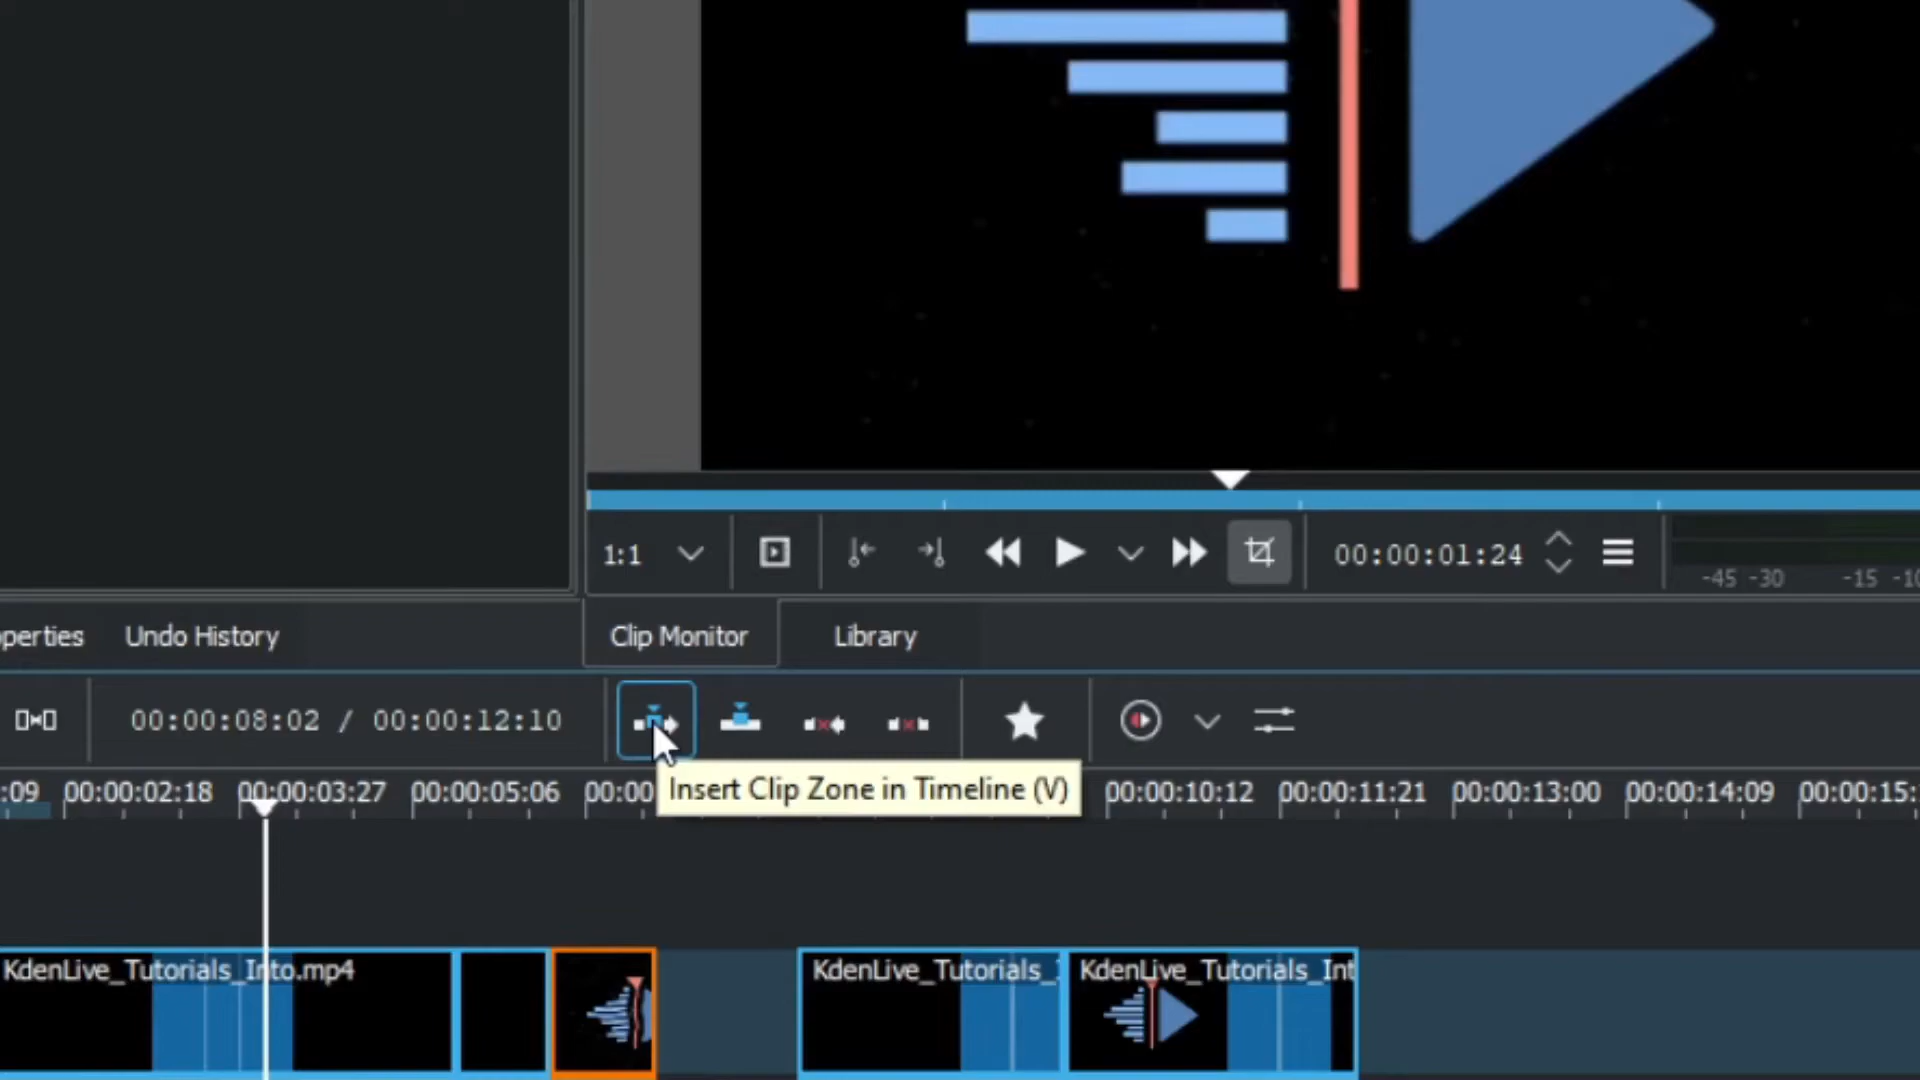 1:1
00:00:01:24
-45 -30 -15 -10
perties
Undo History
Clip Monitor
Library
00:00:08:02 / 00:00:12:10
Insert Clip Zone in Timeline (V)
:09 00:00:02:18 00:00:03:27 00:00:05:06 00:00 00:00:10:12 00:00:11:21 00:00:13:00 00:00:14:09 00:00:15:
KdenLive_Tutorials_Into.mp4
KdenLive_Tutorials_
KdenLive_Tutorials_Int